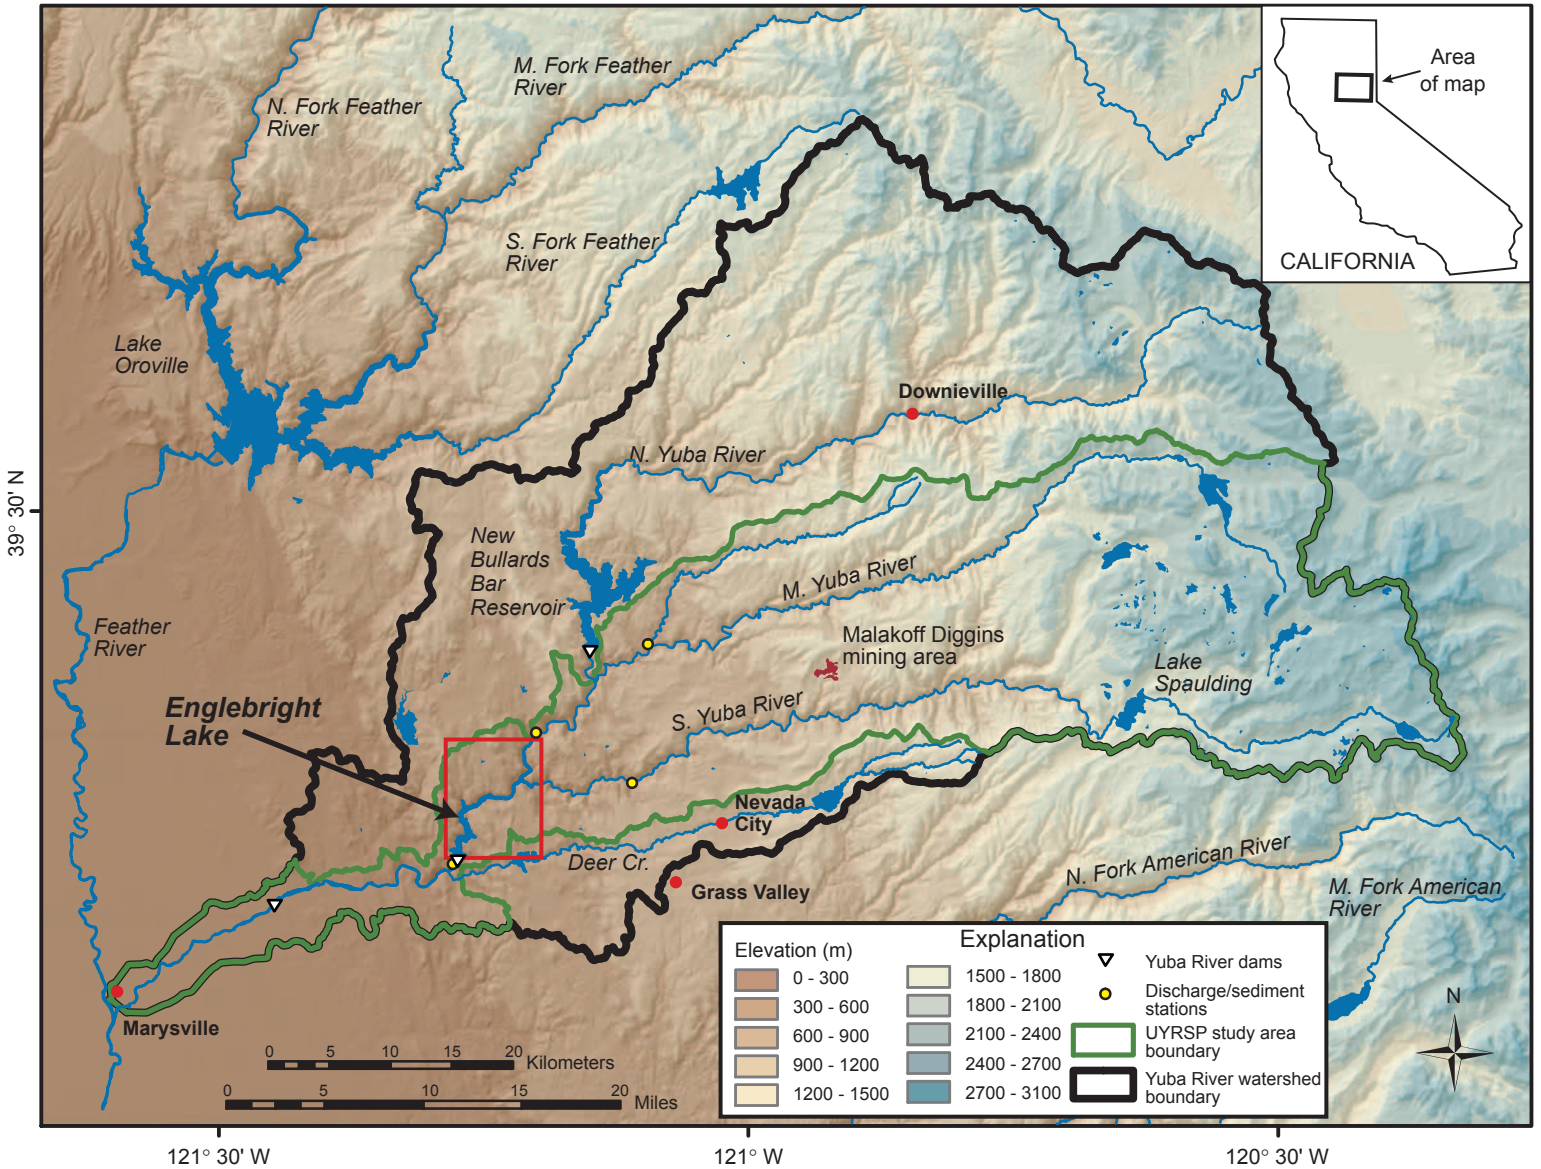 M. Fork Feather
River
N. Fork Feather
River
Area
of map
CALIFORNIA
S. Fork Feather
River
Lake
Oroville
Downieville
N. Yuba River
39° 30' N
New
Bullards
Bar
Reservoir
M. Yuba River
Feather
River
Malakoff Diggins
mining area
Lake
Spaulding
Englebright
Lake
S. Yuba River
Nevada
City
Deer Cr.
Grass Valley
N. Fork American River
M. Fork American
River
Marysville
0 5 10 15 20 Kilometers
0 5 10 15 20 Miles
Explanation
Elevation (m)
0 - 300
300 - 600
600 - 900
900 - 1200
1200 - 1500
1500 - 1800
1800 - 2100
2100 - 2400
2400 - 2700
2700 - 3100
Yuba River dams
Discharge/sediment
stations
UYRSP study area
boundary
Yuba River watershed
boundary
N
121° 30' W
121° W
120° 30' W